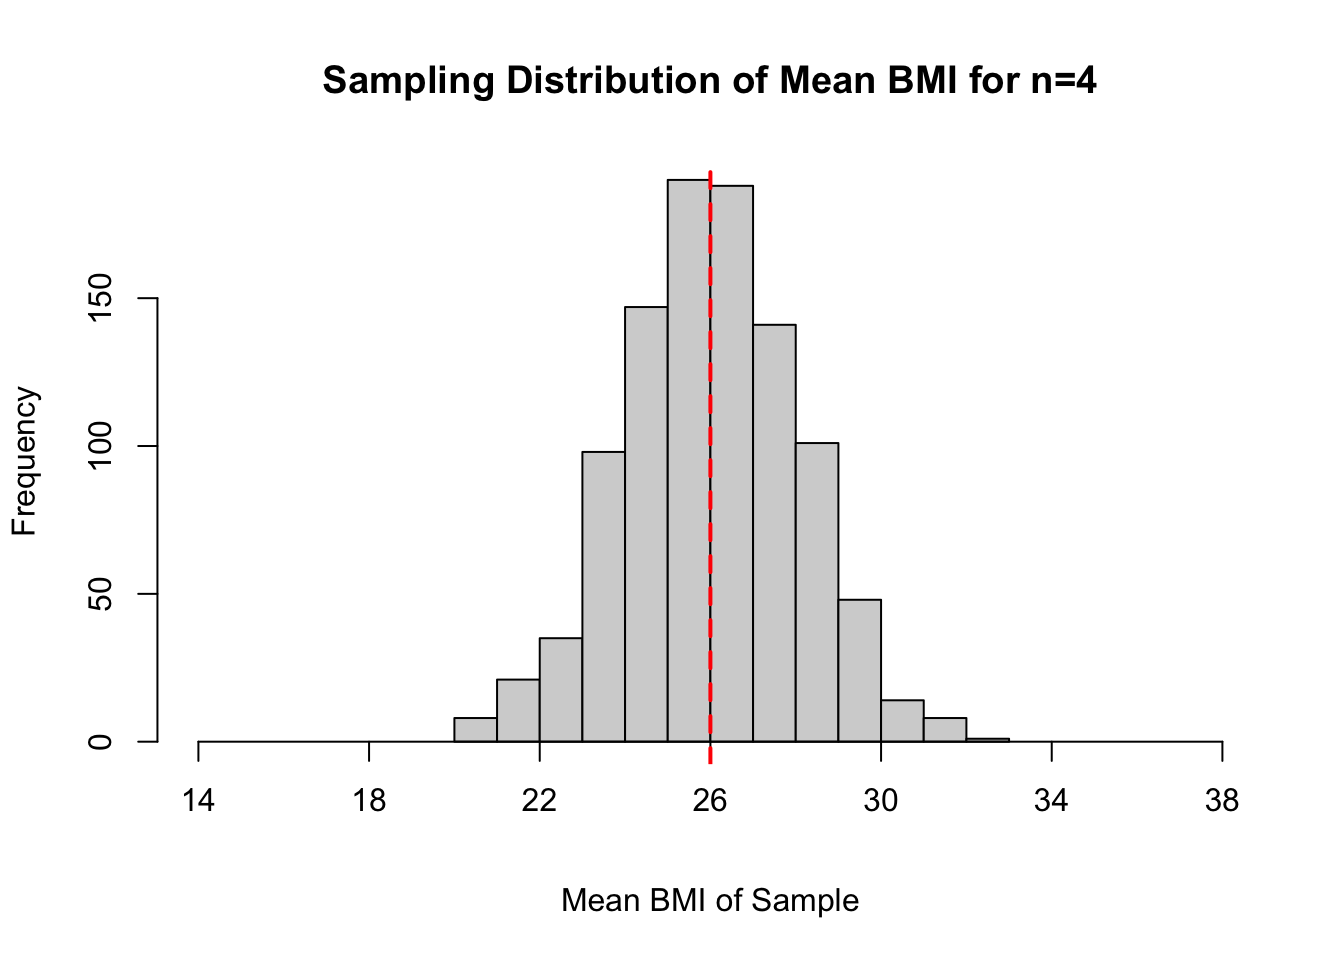 Sampling Distribution of Mean BMI for n=4
Frequency
150
100
50
0
14 18 22 26 30 34 38
Mean BMI of Sample